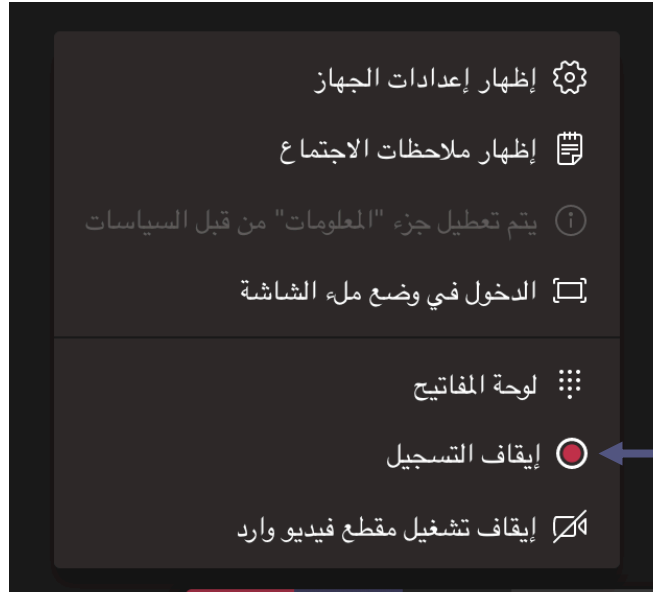 إظهار إعدادات الجهاز
إظهار ملاحظات الاجتماع
يتم تعطيل جزء "المعلومات" من قبل السياسات
الدخول في وضع ملء الشاشة
لوحة المفاتيح
إيقاف التسجيل
إيقاف تشغيل مقطع فيديو وارد